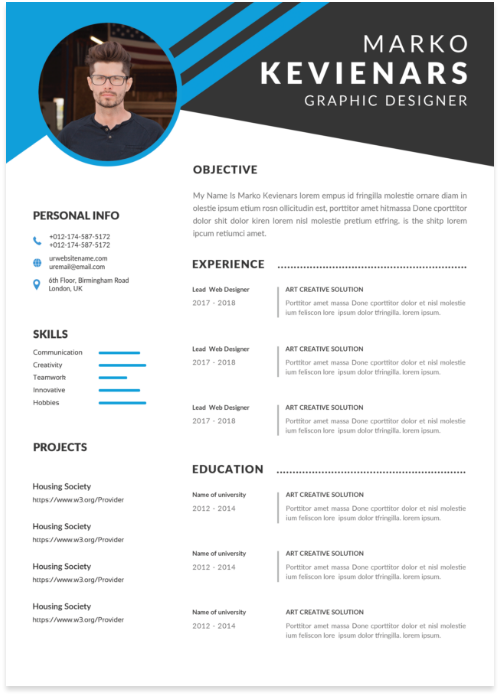 MARKO
KEVIENARS
GRAPHIC DESIGNER
OBJECTIVE
My Name Is Marko Kevienars lorem empus id fringilla molestie ornare diam in
olestie ipsum etium rosn ollicitudin est, porttitor amet hitmassa Done cporttitor
dolor shit dolor kiren lorem nisl molestie pretium etfring, is the shitp lorem
ipcum retiumci amet.
PERSONAL INFO
+012-174-587-5172
+012-174-587-5172
urwebsitename.com
uremail@email.com
6th Floor, Birmingham Road
London, UK
SKILLS
Communication
Creativity
Teamwork
Innovative
Hobbies
PROJECTS
Housing Society
https://www.w3.org/Provider
Housing Society
https://www.w3.org/Provider
Housing Society
https://www.w3.org/Provider
Housing Society
https://www.w3.org/Provider
EXPERIENCE
Lead Web Designer
2017 - 2018
ART CREATIVE SOLUTION
Porttitor amet massa Done cporttitor dolor et nisl molestie
ium feliscon lore ipsum dolor tfringilla. lorem ipsum.
Lead Web Designer
2017 - 2018
ART CREATIVE SOLUTION
Porttitor amet massa Done cporttitor dolor et nisl molestie
ium feliscon lore ipsum dolor tfringilla. lorem ipsum.
Lead Web Designer
2017 - 2018
ART CREATIVE SOLUTION
Porttitor amet massa Done cporttitor dolor et nisl molestie
ium feliscon lore ipsum dolor tfringilla. lorem ipsum.
EDUCATION
Name of university
2012 - 2014
ART CREATIVE SOLUTION
Porttitor amet massa Done cporttitor dolor et nisl molestie
ium feliscon lore ipsum dolor tfringilla. lorem ipsum.
Name of university
2012 - 2014
ART CREATIVE SOLUTION
Porttitor amet massa Done cporttitor dolor et nisl molestie
ium feliscon lore ipsum dolor tfringilla. lorem ipsum.
Name of university
2012 - 2014
ART CREATIVE SOLUTION
Porttitor amet massa Done cporttitor dolor et nisl molestie
ium feliscon lore ipsum dolor tfringilla. lorem ipsum.